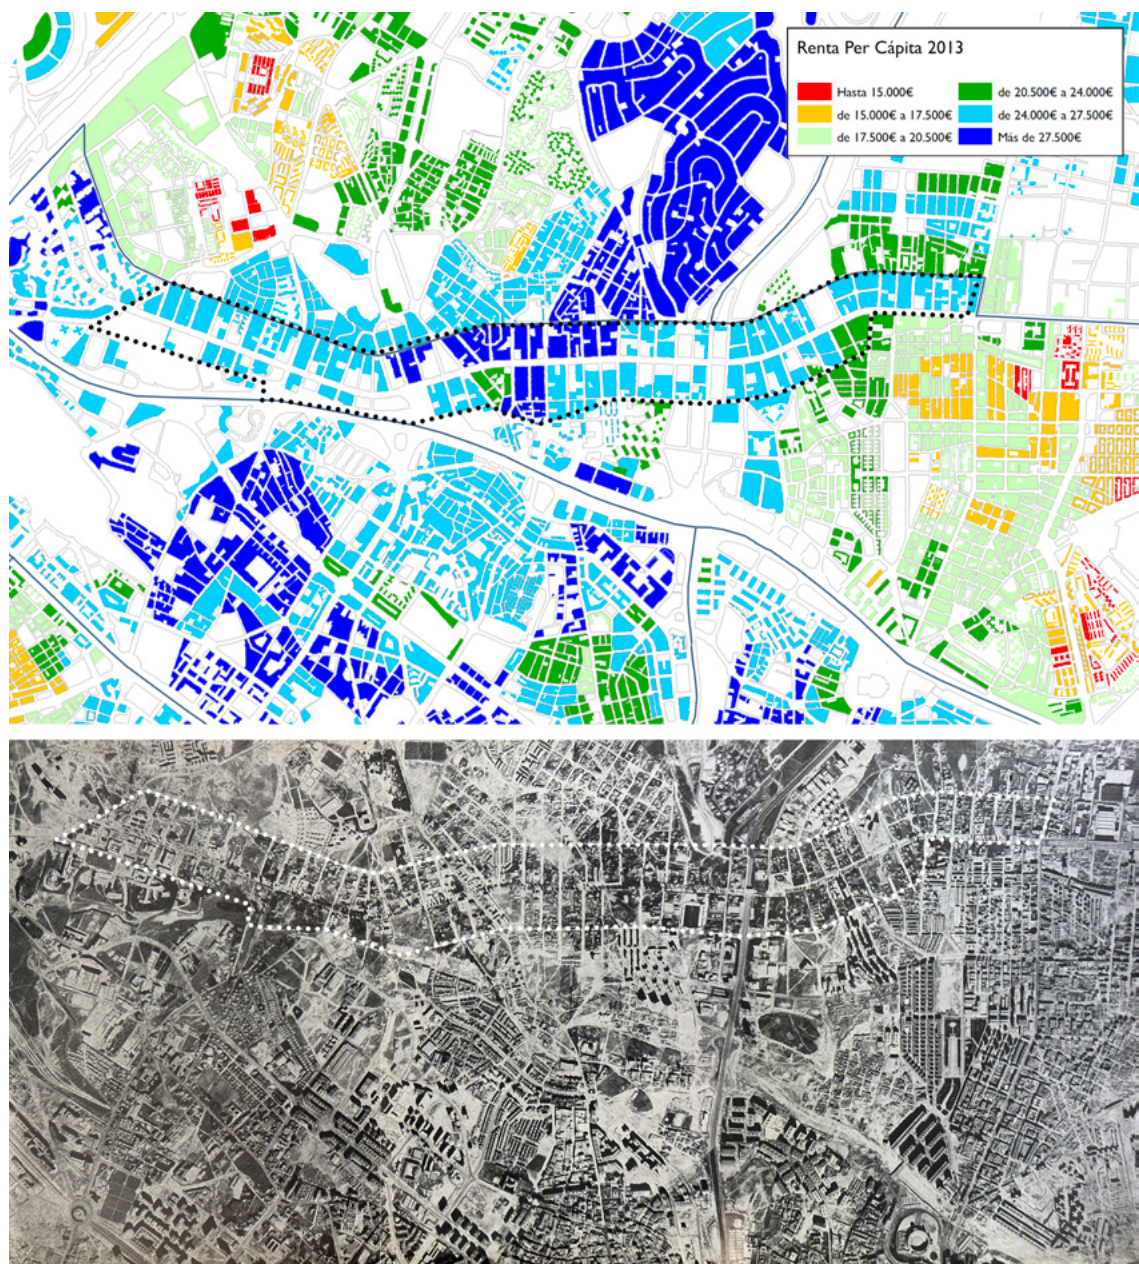 Renta Per Cápita 2013
Hasta 15.000€
de 15.000€ a 17.500€
de 17.500€ a 20.500€
de 20.500€ a 24.000€
de 24.000€ a 27.500€
Más de 27.500€